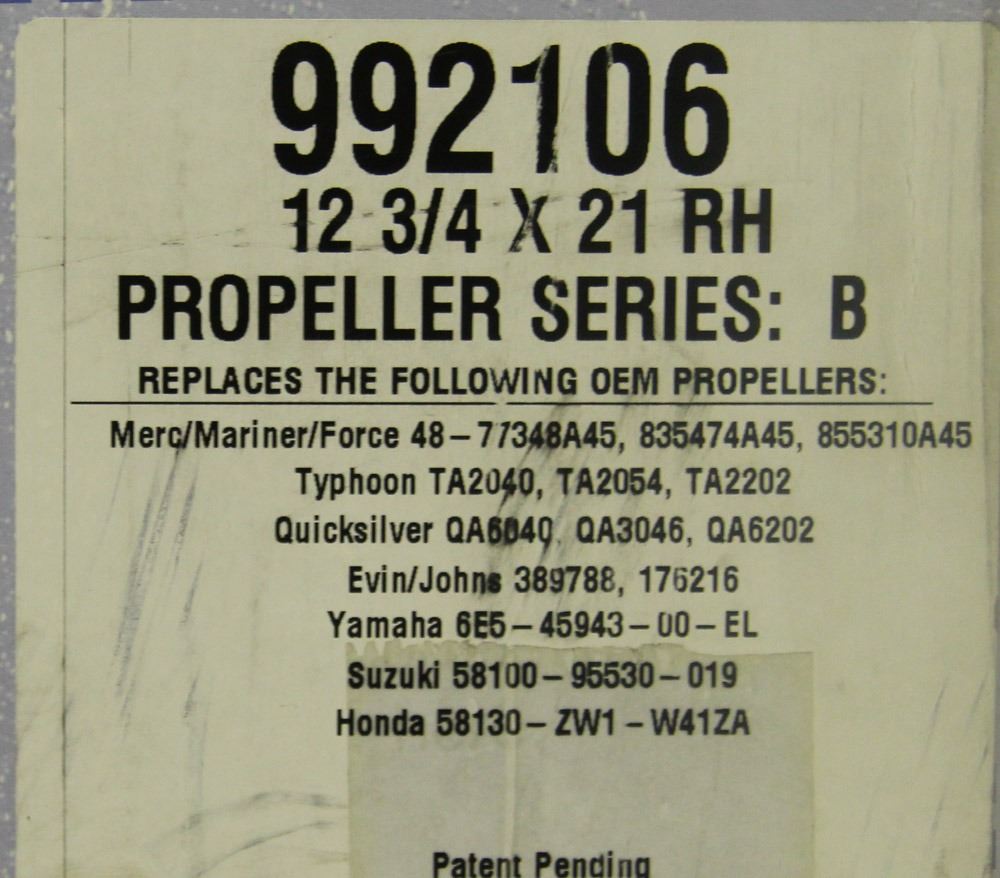 992106
12 3/4 X 21 RH
PROPELLER SERIES: B
REPLACES THE FOLLOWING OEM PROPELLERS:
Merc/Mariner/Force 48-77348A45, 835474A45, 855310A45
Typhoon TA2040, TA2054, TA2202
Quicksilver QA6040, QA3046, QA6202
Evin/Johns 389788, 176216
Yamaha 6E5-45943-00-EL
Suzuki 58100-95530-019
Honda 58130-ZW1-W41ZA
Patent Pending